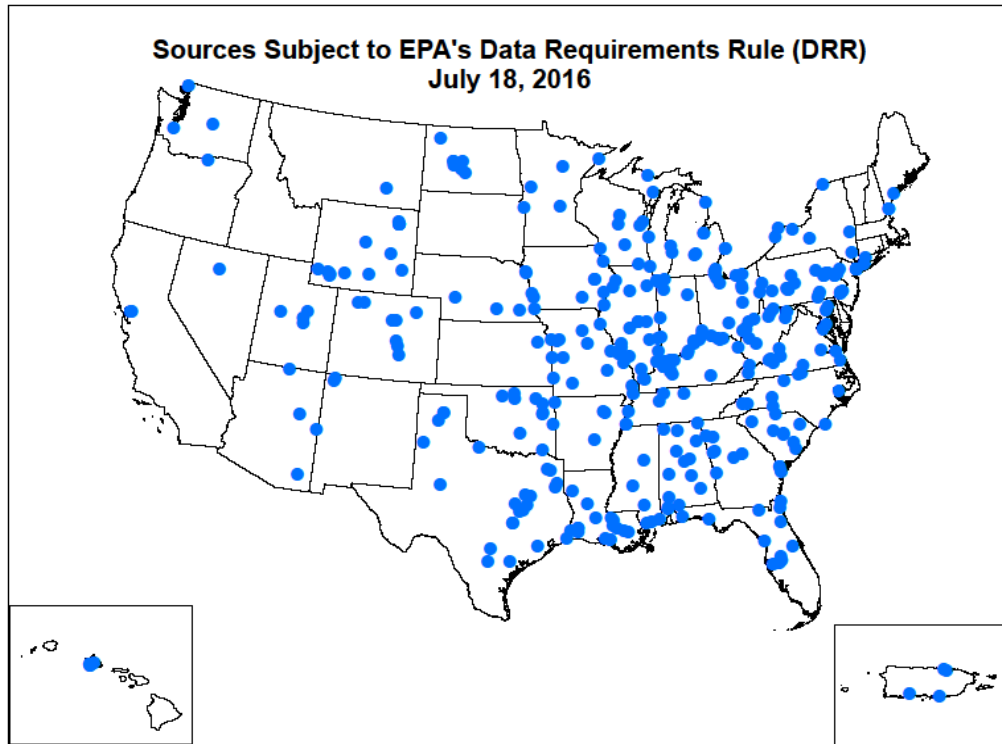 Sources Subject to EPA's Data Requirements Rule (DRR)
July 18, 2016